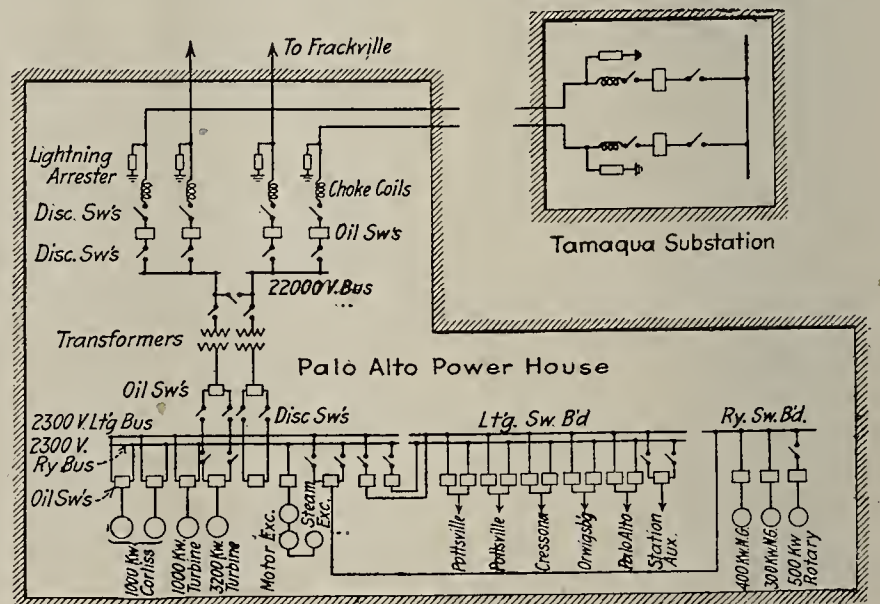 To Frackville
Lightning
Arrester
Choke Coils
Disc. Sw's
Oil Sw's
Disc. Sw's
22000 V. Bus
Tamaqua Substation
Transformers
Palo Alto Power House
Oil Sw's
2300 V. Lt'g Bus
Disc Sw's
Lt'g. Sw. B'd
Ry. Sw. B'd.
2300 V.
Ry Bus
Oil Sw's
1000 Kw.
Corliss
1000 Kw.
Turbine
3200 Kw.
Turbine
Motor Exc.
Steam
Exc.
Pottsville
Pottsville
Cressona
Orwigsb'g
Palo Alto
Station
Aux.
400 Kw. M.G.
300 Kw. M.G.
500 Kw
Rotary